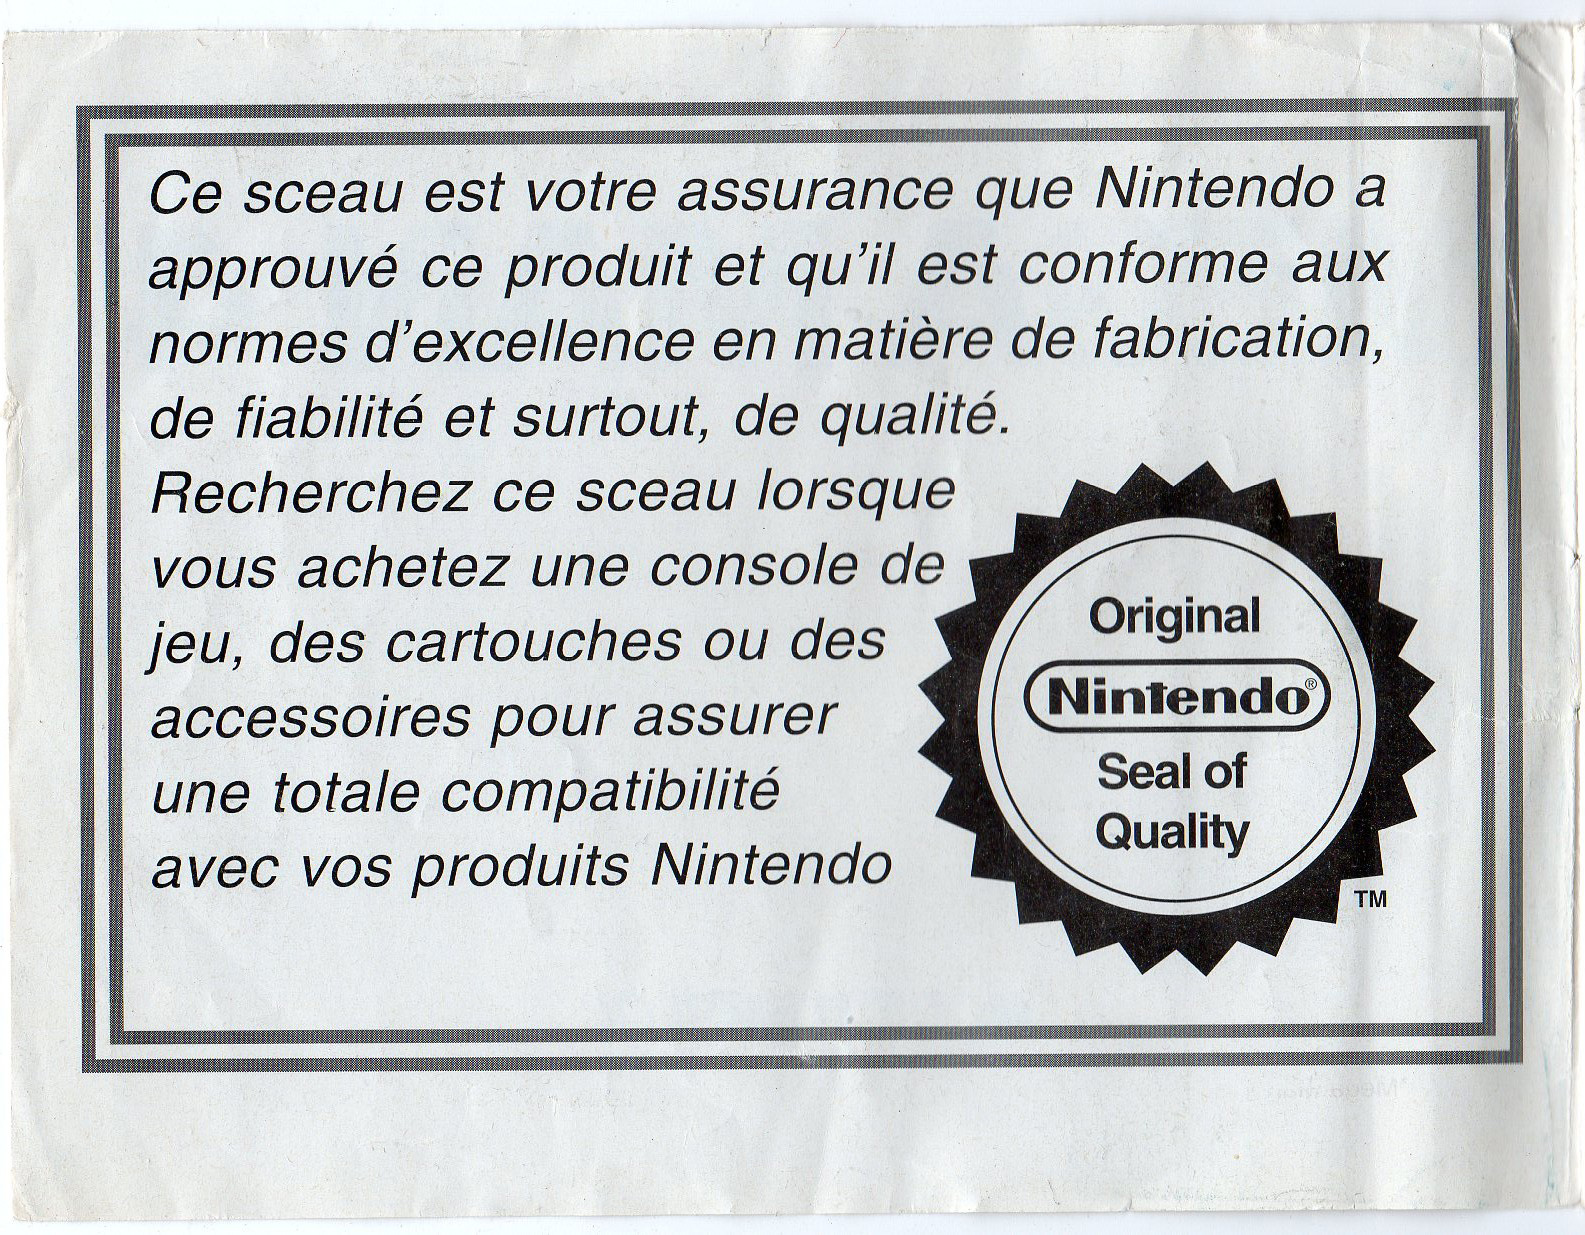 Ce sceau est votre assurance que Nintendo a
approuvé ce produit et qu'il est conforme aux
normes d'excellence en matière de fabrication,
de fiabilité et surtout, de qualité.
Recherchez ce sceau lorsque
vous achetez une console de
jeu, des cartouches ou des
accessoires pour assurer
une totale compatibilité
avec vos produits Nintendo
Original
Nintendo®
Seal of
Quality
TM